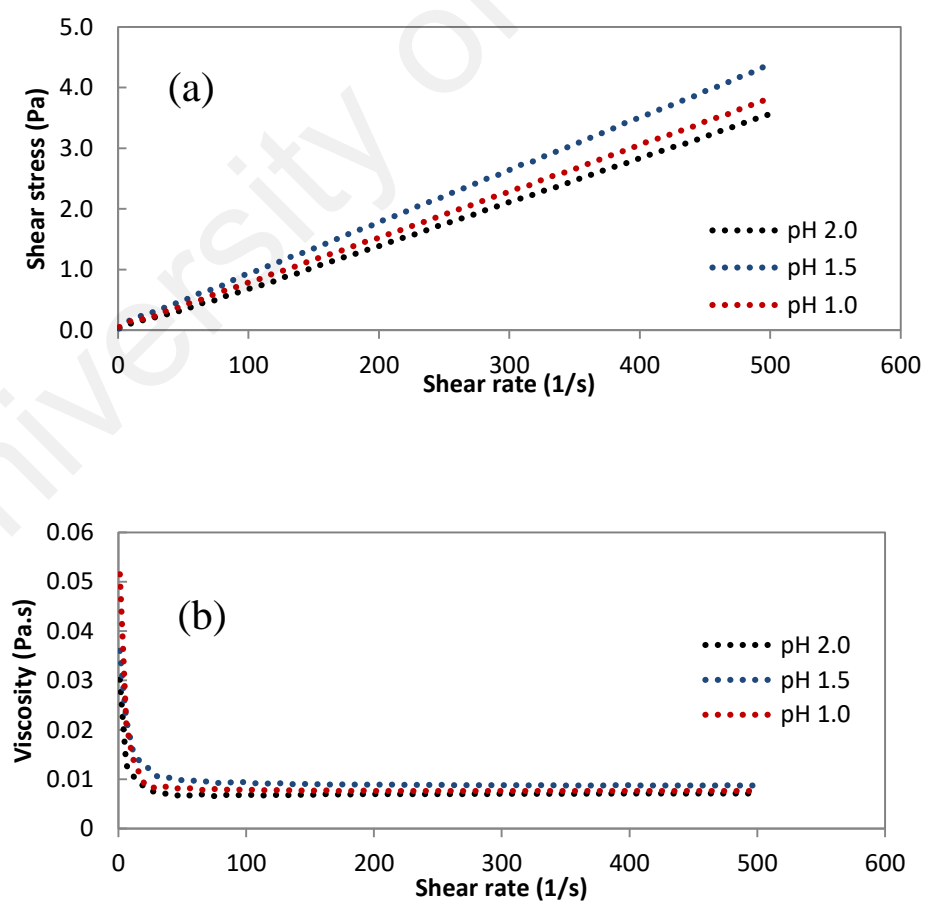 5.0
4.0
3.0
2.0
1.0
0.0
Shear stress (Pa)
(a)
pH 2.0
pH 1.5
pH 1.0
0 100 200 300 400 500 600
Shear rate (1/s)
0.06
0.05
0.04
0.03
0.02
0.01
0
Viscosity (Pa.s)
(b)
pH 2.0
pH 1.5
pH 1.0
0 100 200 300 400 500 600
Shear rate (1/s)
niversity of